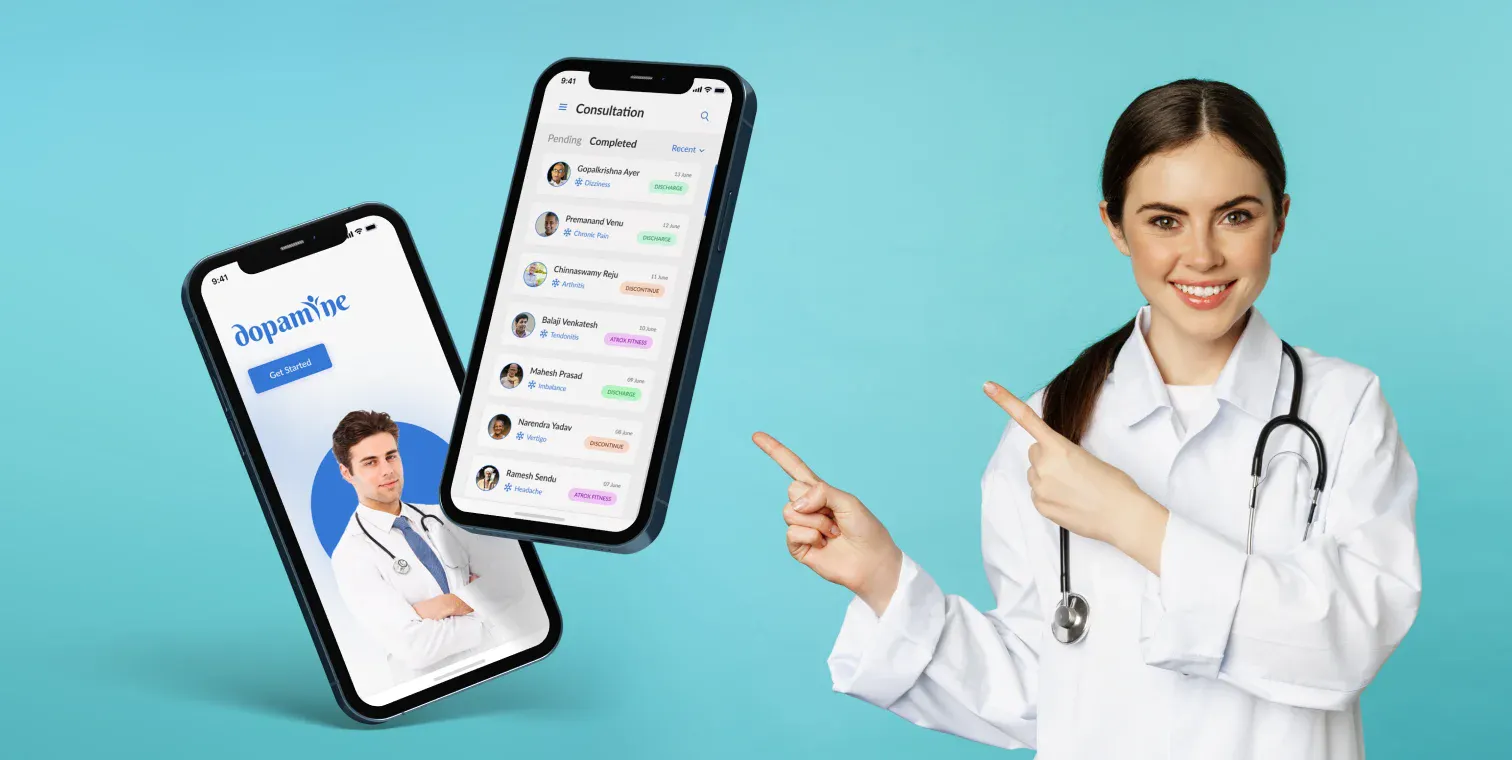 9:41
dopamine
Get Started
9:41
Consultation
Pending Completed Recent
Gopalkrishna Ayer 13 June
Dizziness DISCHARGE
Premanand Venu 12 June
Chronic Pain DISCHARGE
Chinnaswamy Reju 11 June
Arthritis DISCONTINUE
Balaji Venkatesh 10 June
Tendonitis ATROX FITNESS
Mahesh Prasad 09 June
Imbalance DISCHARGE
Narendra Yadav 08 June
Vertigo DISCONTINUE
Ramesh Sendu 07 June
Headache ATROX FITNESS